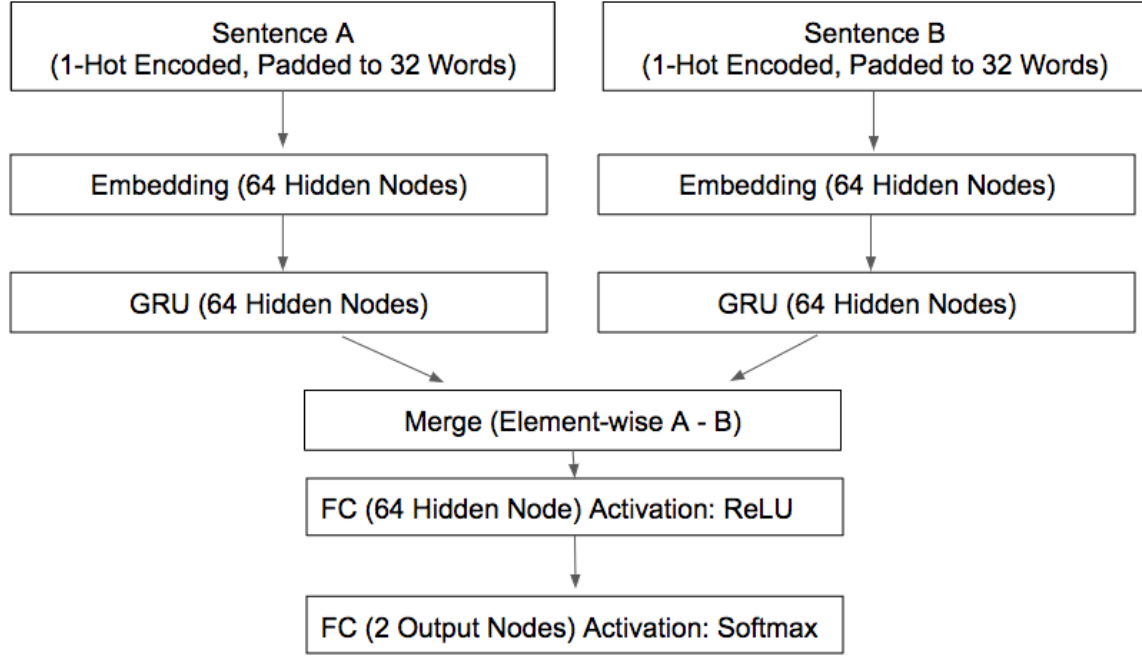 Sentence A
(1-Hot Encoded, Padded to 32 Words)
Sentence B
(1-Hot Encoded, Padded to 32 Words)
Embedding (64 Hidden Nodes)
Embedding (64 Hidden Nodes)
GRU (64 Hidden Nodes)
GRU (64 Hidden Nodes)
Merge (Element-wise A - B)
FC (64 Hidden Node) Activation: ReLU
FC (2 Output Nodes) Activation: Softmax